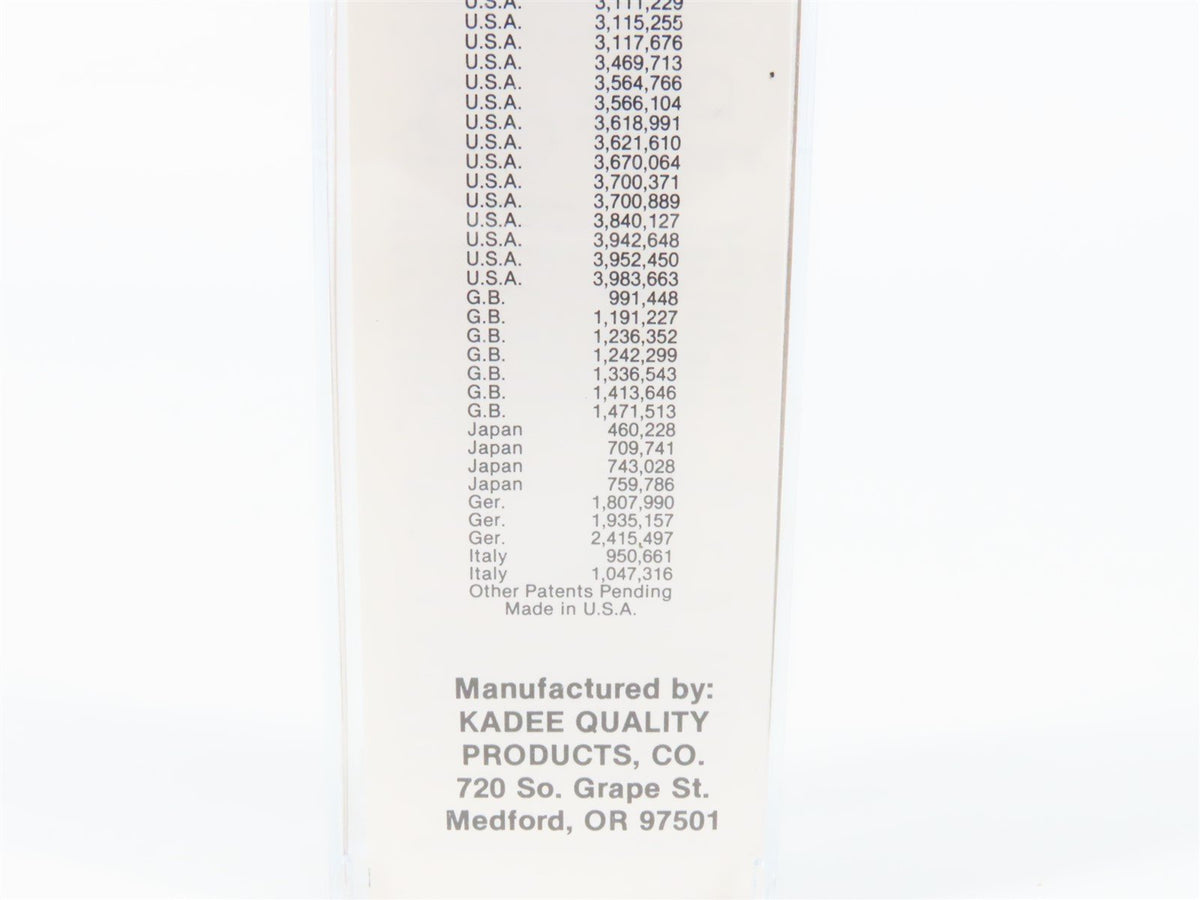 U.S.A. 3,111,229
U.S.A. 3,115,255
U.S.A. 3,117,676
U.S.A. 3,469,713
U.S.A. 3,564,766
U.S.A. 3,566,104
U.S.A. 3,618,991
U.S.A. 3,621,610
U.S.A. 3,670,064
U.S.A. 3,700,371
U.S.A. 3,700,889
U.S.A. 3,840,127
U.S.A. 3,942,648
U.S.A. 3,952,450
U.S.A. 3,983,663
G.B. 991,448
G.B. 1,191,227
G.B. 1,236,352
G.B. 1,242,299
G.B. 1,336,543
G.B. 1,413,646
G.B. 1,471,513
Japan 460,228
Japan 709,741
Japan 743,028
Japan 759,786
Ger. 1,807,990
Ger. 1,935,157
Ger. 2,415,497
Italy 950,661
Italy 1,047,316
Other Patents Pending
Made in U.S.A.
Manufactured by:
KADEE QUALITY
PRODUCTS, CO.
720 So. Grape St.
Medford, OR 97501